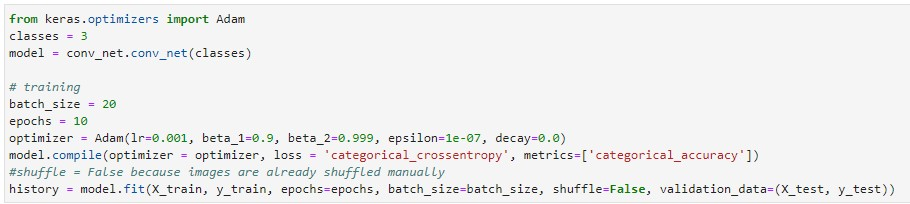 from keras.optimizers import Adam
classes = 3
model = conv_net.conv_net(classes)
# training
batch_size = 20
epochs = 10
optimizer = Adam(lr=0.001, beta_1=0.9, beta_2=0.999, epsilon=1e-07, decay=0.0)
model.compile(optimizer = optimizer, loss = 'categorical_crossentropy', metrics=['categorical_accuracy'])
#shuffle = False because images are already shuffled manually
history = model.fit(X_train, y_train, epochs=epochs, batch_size=batch_size, shuffle=False, validation_data=(X_test, y_test))